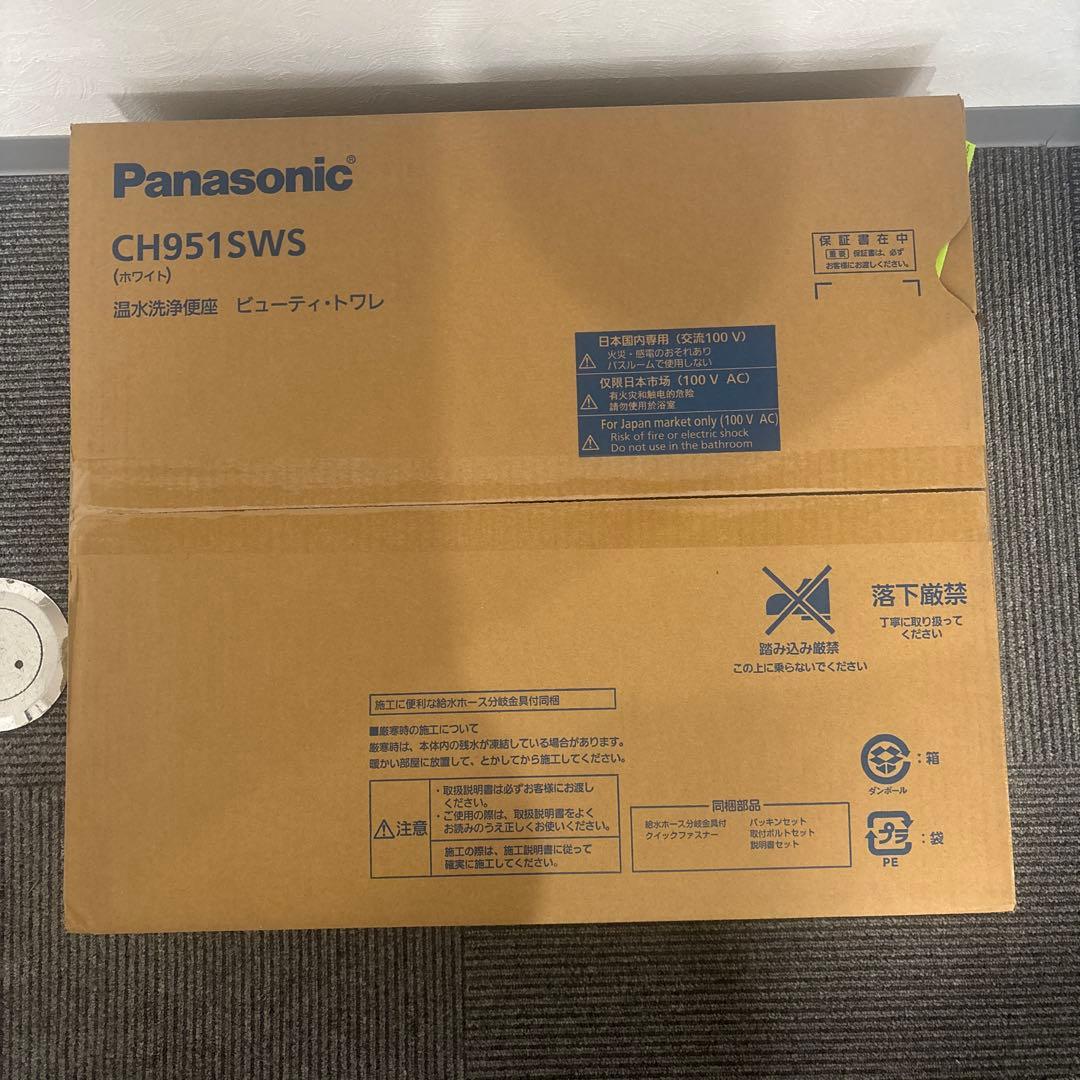 Panasonic®
CH951SWS
(ホワイト)
温水洗浄便座 ビューティ・トワレ
保証書在中
重要 保証書は、必ず
お客様にお渡しください。
日本国内専用（交流100 V）
火災・感電のおそれあり
バスルームで使用しない
仅限日本市场（100 V AC）
有火灾和触电的危险
請勿使用於浴室
For Japan market only (100 V AC)
Risk of fire or electric shock
Do not use in the bathroom
踏み込み厳禁
この上に乗らないでください
落下厳禁
丁寧に取り扱って
ください
施工に便利な給水ホース分岐金具付同梱
■厳寒時の施工について
厳寒時は、本体内の残水が凍結している場合があります。
暖かい部屋に放置して、とかしてから施工してください。
注意
・取扱説明書は必ずお客様にお渡し
ください。
・ご使用の際は、取扱説明書をよく
お読みのうえ正しくお使いください。
施工の際は、施工説明書に従って
確実に施工してください。
同梱部品
給水ホース分岐金具付
クイックファスナー
パッキンセット
取付ボルトセット
説明書セット
：箱
ダンボール
プラ
：袋
PE